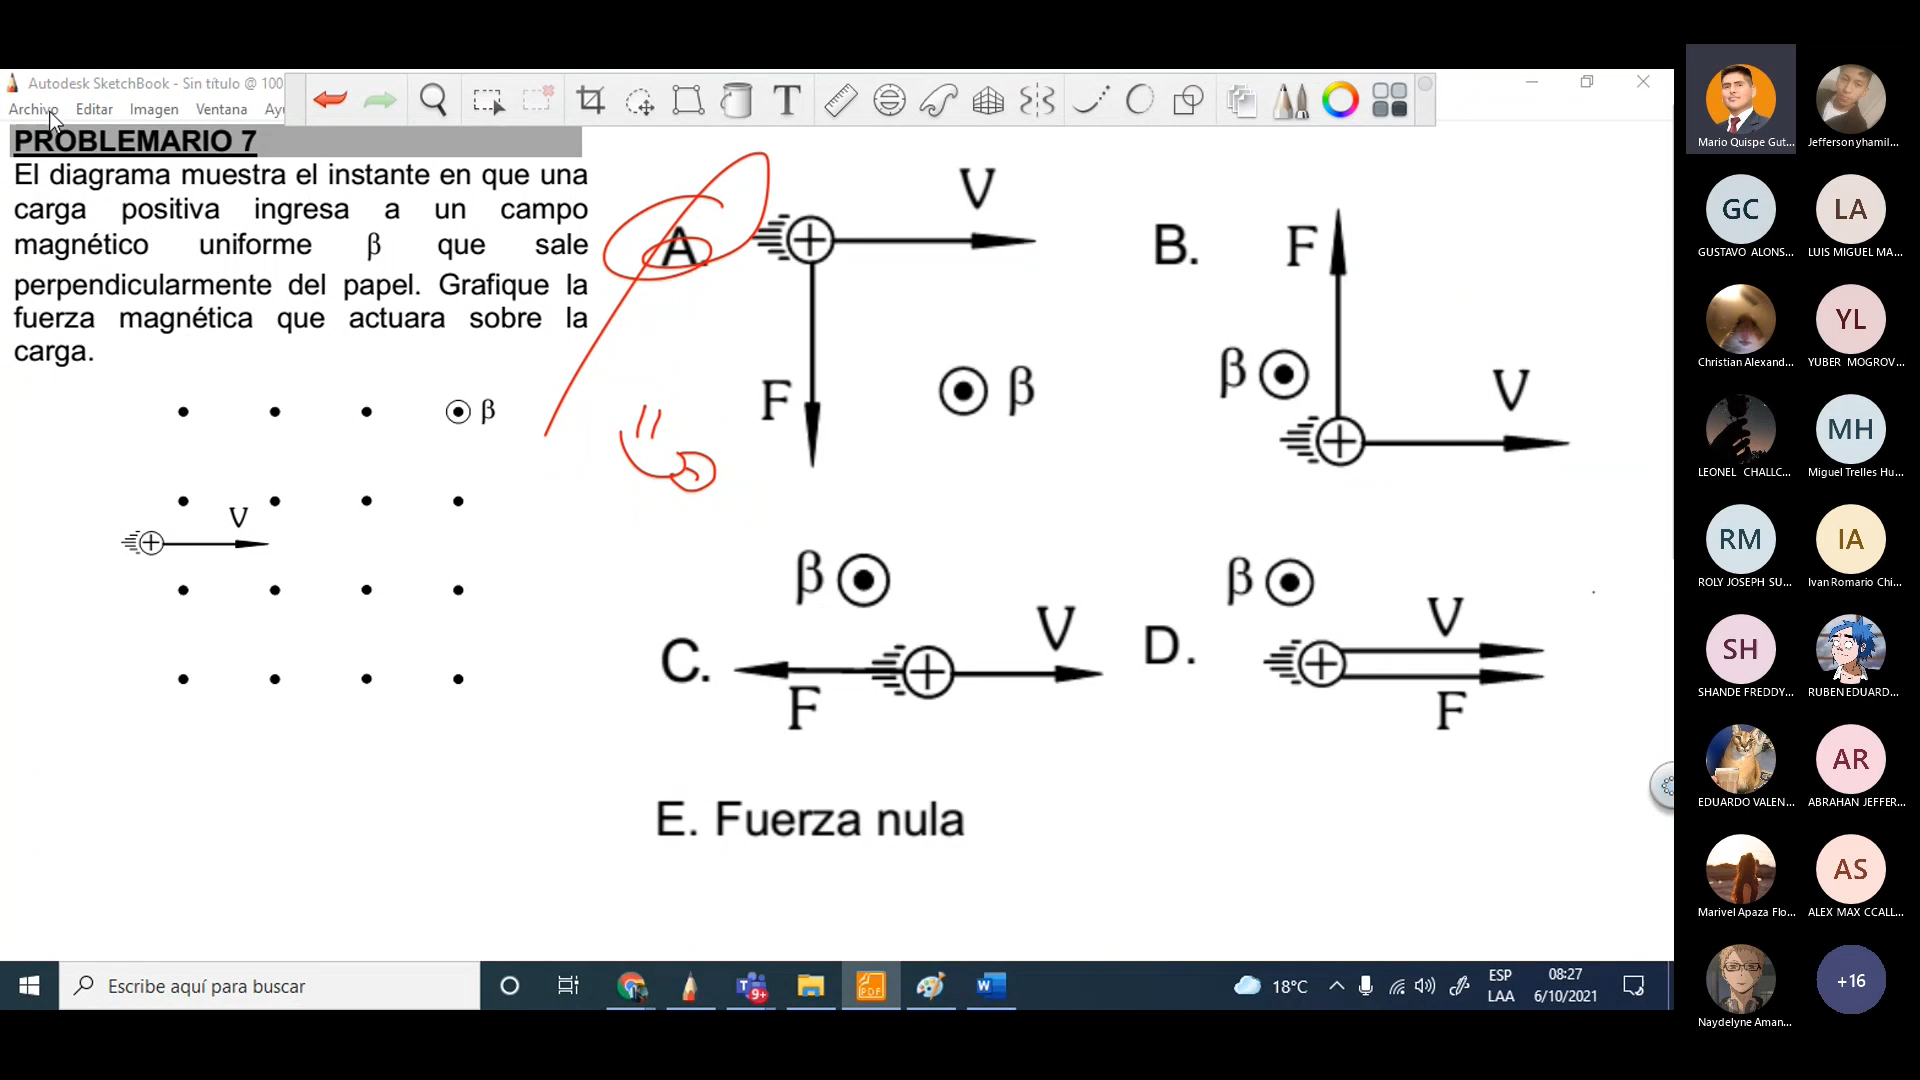 Autodesk SketchBook - Sin título @ 100
Archivo Editar Imagen Ventana Ayu
PROBLEMARIO 7
El diagrama muestra el instante en que una
carga positiva ingresa a un campo
magnético uniforme β que sale
perpendicularmente del papel. Grafique la
fuerza magnética que actuara sobre la
carga.
β
V
A.
V
F
β
B.
F
β
V
C.
β
V
F
D.
β
V
F
E. Fuerza nula
Mario Quispe Gut...
Jefferson yhamil...
GC
GUSTAVO ALONS...
LA
LUIS MIGUEL MA...
Christian Alexand...
YL
YUBER MOGROV...
LEONEL CHALLC...
MH
Miguel Trelles Hu...
RM
ROLY JOSEPH SU...
IA
Ivan Romario Chi...
SH
SHANDE FREDDY...
RUBEN EDUARD...
EDUARDO VALEN...
AR
ABRAHAN JEFFER...
Marivel Apaza Flo...
AS
ALEX MAX CCALL...
Naydelyne Aman...
+16
Escribe aquí para buscar
9+
PDF
W
18°C
ESP
LAA
08:27
6/10/2021